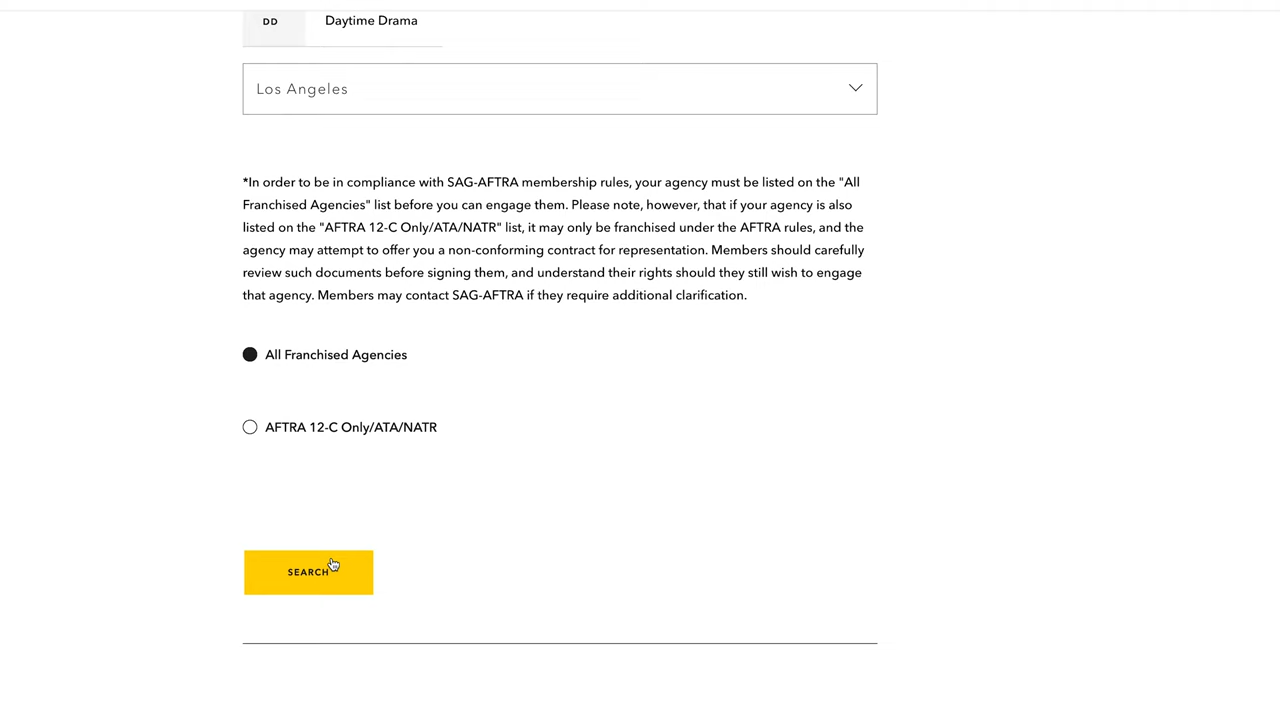 DD Daytime Drama
Los Angeles
*In order to be in compliance with SAG-AFTRA membership rules, your agency must be listed on the "All
Franchised Agencies" list before you can engage them. Please note, however, that if your agency is also
listed on the "AFTRA 12-C Only/ATA/NATR" list, it may only be franchised under the AFTRA rules, and the
agency may attempt to offer you a non-conforming contract for representation. Members should carefully
review such documents before signing them, and understand their rights should they still wish to engage
that agency. Members may contact SAG-AFTRA if they require additional clarification.
All Franchised Agencies
AFTRA 12-C Only/ATA/NATR
SEARCH